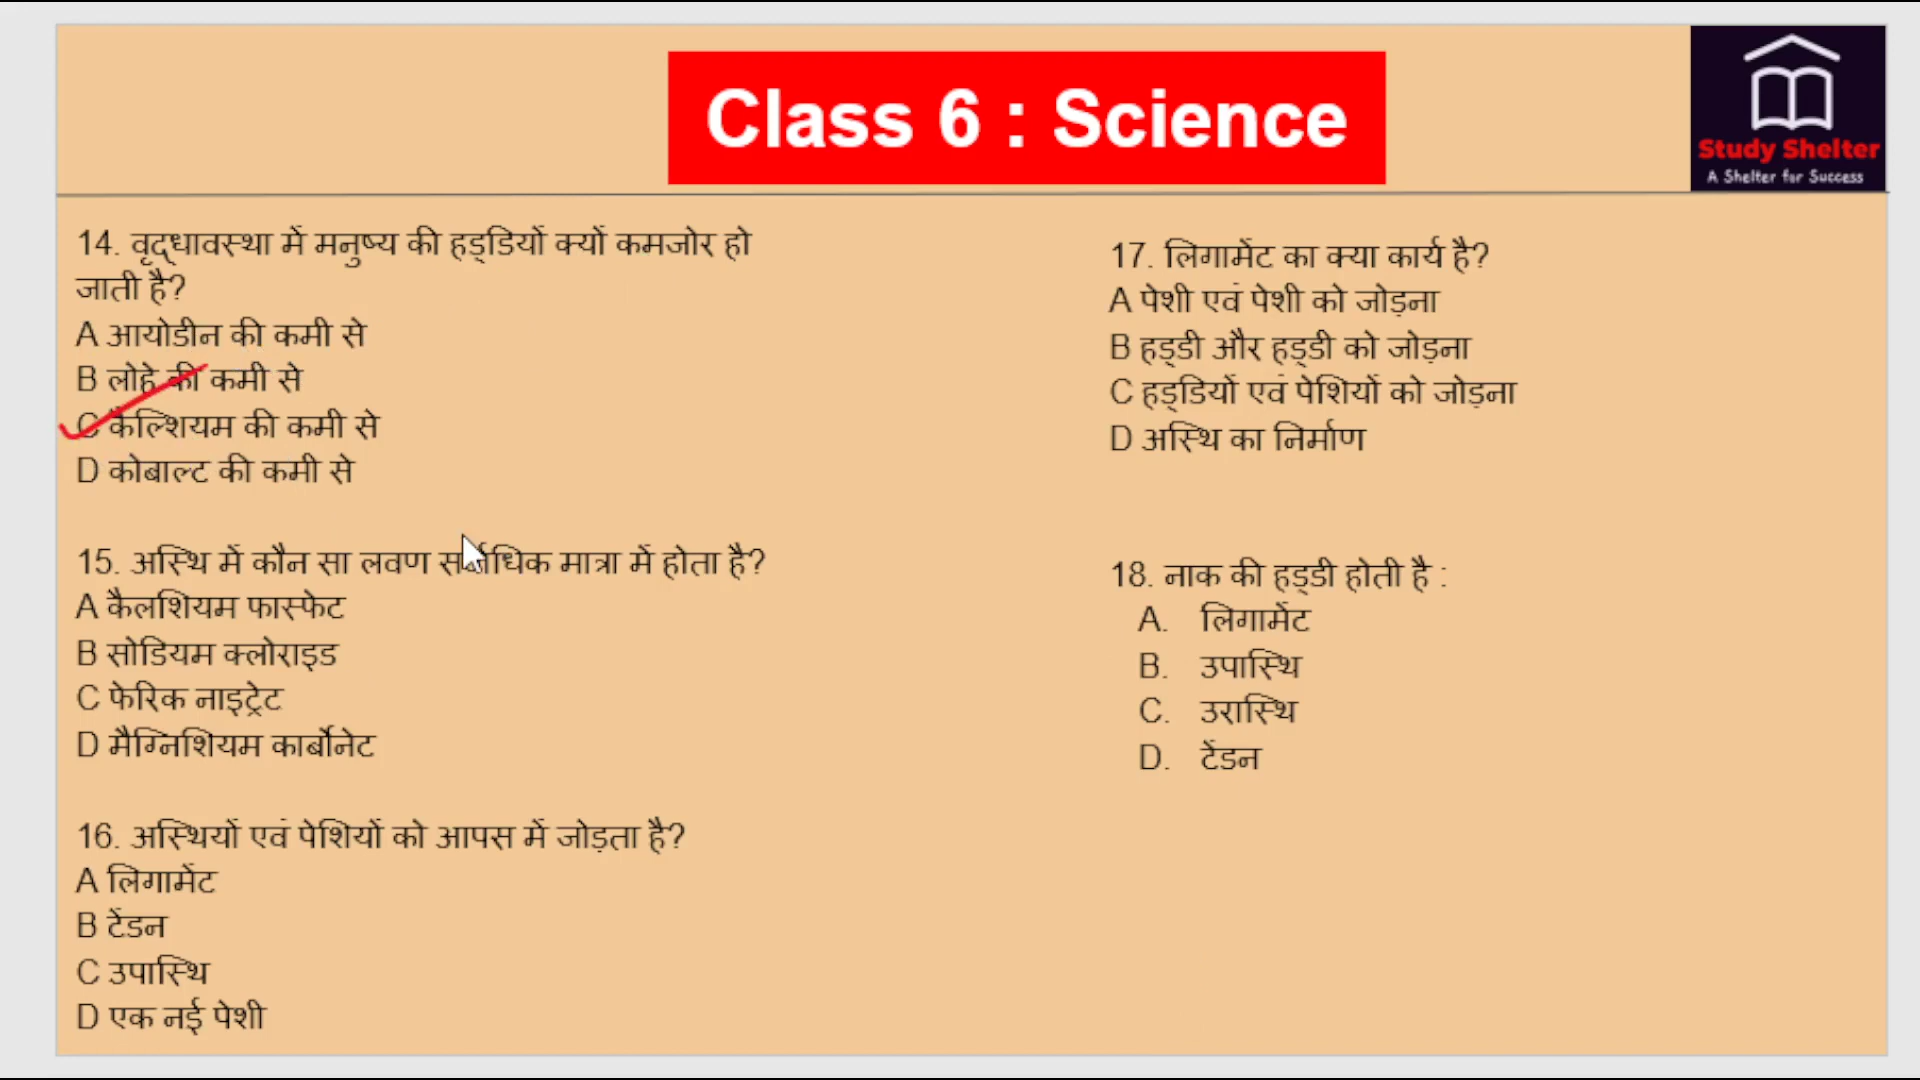 Class 6 : Science
Study Shelter
A Shelter for Success
14. वृद्धावस्था में मनुष्य की हड्डियों क्यों कमजोर हो
जाती है?
A आयोडीन की कमी से
B लोहे की कमी से
C कैल्शियम की कमी से
D कोबाल्ट की कमी से
15. अस्थि में कौन सा लवण सर्वाधिक मात्रा में होता है?
A कैलशियम फास्फेट
B सोडियम क्लोराइड
C फेरिक नाइट्रेट
D मैग्निशियम कार्बोनेट
16. अस्थियों एवं पेशियों को आपस में जोड़ता है?
A लिगामेंट
B टेंडन
C उपास्थि
D एक नई पेशी
17. लिगामेंट का क्या कार्य है?
A पेशी एवं पेशी को जोड़ना
B हड्डी और हड्डी को जोड़ना
C हड्डियों एवं पेशियों को जोड़ना
D अस्थि का निर्माण
18. नाक की हड्डी होती है :
A. लिगामेंट
B. उपास्थि
C. उरास्थि
D. टेंडन